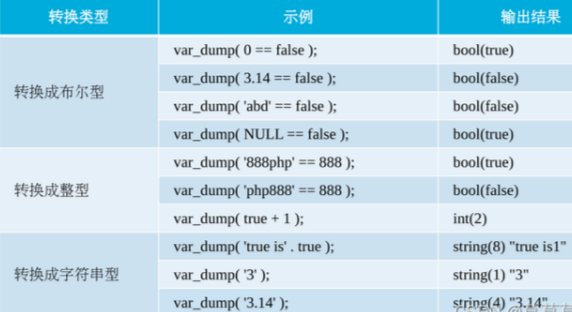 转换类型 示例 输出结果
转换成布尔型 var_dump( 0 == false ); bool(true)
var_dump( 3.14 == false ); bool(false)
var_dump( 'abd' == false ); bool(false)
var_dump( NULL == false ); bool(true)
转换成整型 var_dump( '888php' == 888 ); bool(true)
var_dump( 'php888' == 888 ); bool(false)
var_dump( true + 1 ); int(2)
转换成字符串型 var_dump( 'true is' . true ); string(8) "true is1"
var_dump( '3' ); string(1) "3"
var_dump( '3.14' ); string(4) "3.14"